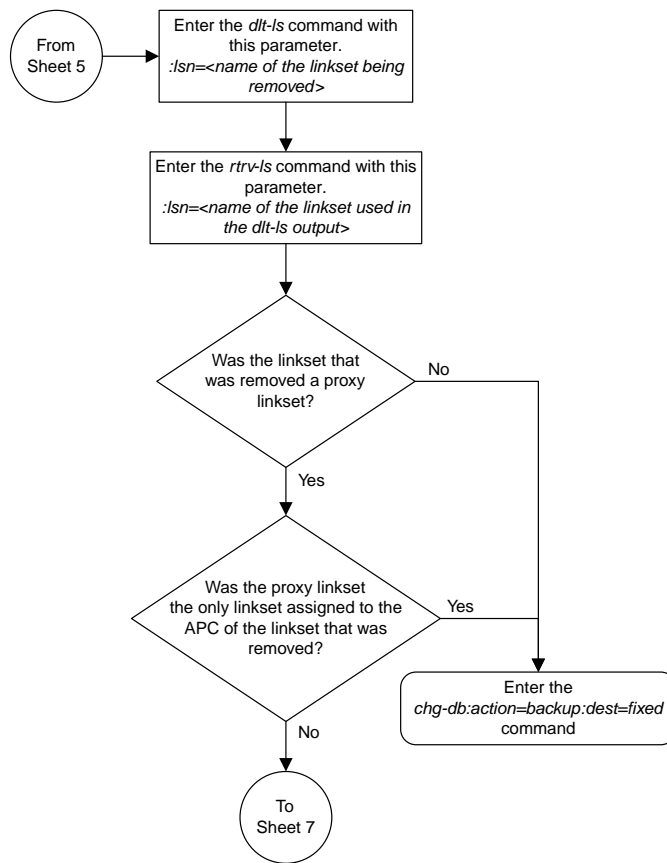 From
Sheet 5
Enter the dlt-ls command with
this parameter.
:lsn=<name of the linkset being
removed>
Enter the rtrv-ls command with this
parameter.
:lsn=<name of the linkset used in
the dlt-ls output>
Was the linkset that
was removed a proxy
linkset?
No
Yes
Was the proxy linkset
the only linkset assigned to the
APC of the linkset that was
removed?
Yes
Enter the
chg-db:action=backup:dest=fixed
command
No
To
Sheet 7